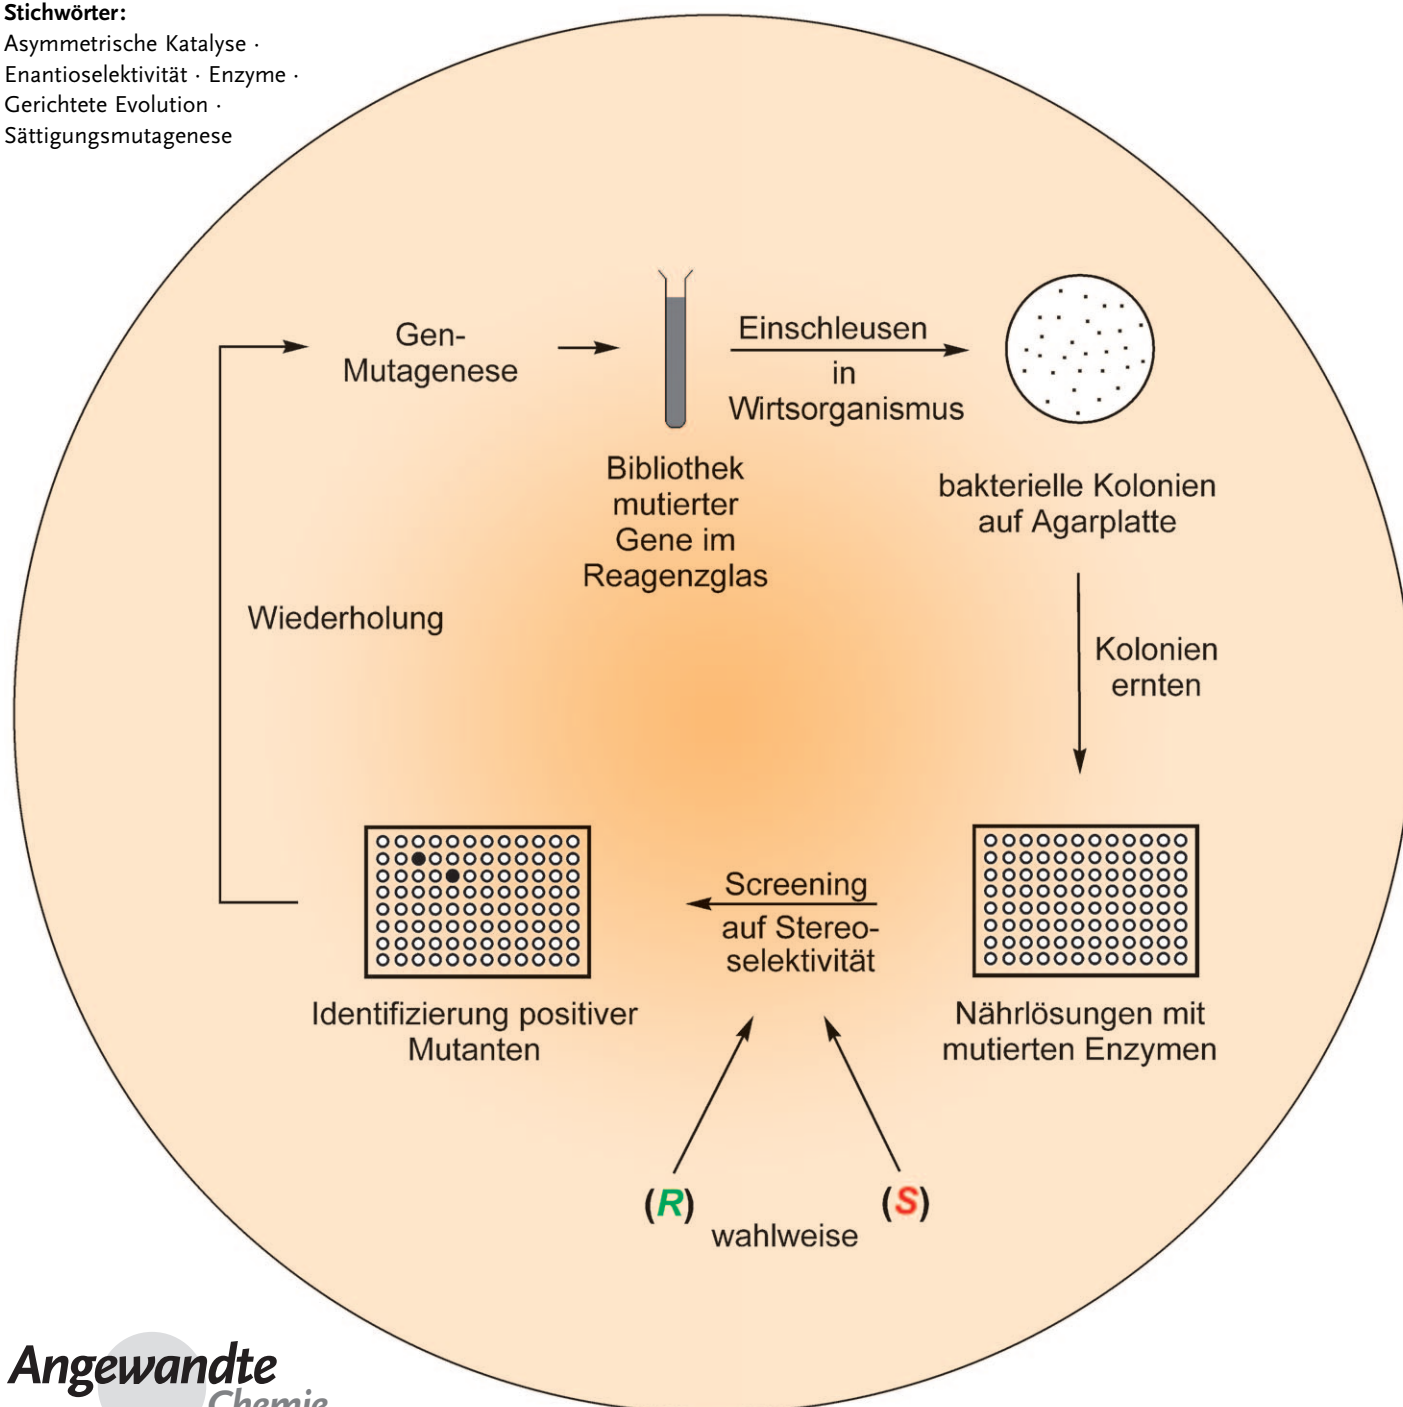 Stichwörter:
Asymmetrische Katalyse ·
Enantioselektivität · Enzyme ·
Gerichtete Evolution ·
Sättigungsmutagenese
Gen-
Mutagenese
Einschleusen
in
Wirtsorganismus
Bibliothek
mutierter
Gene im
Reagenzglas
bakterielle Kolonien
auf Agarplatte
Wiederholung
Kolonien
ernten
Screening
auf Stereo-
selektivität
Identifizierung positiver
Mutanten
Nährlösungen mit
mutierten Enzymen
(R)
(S)
wahlweise
Angewandte
Chemie